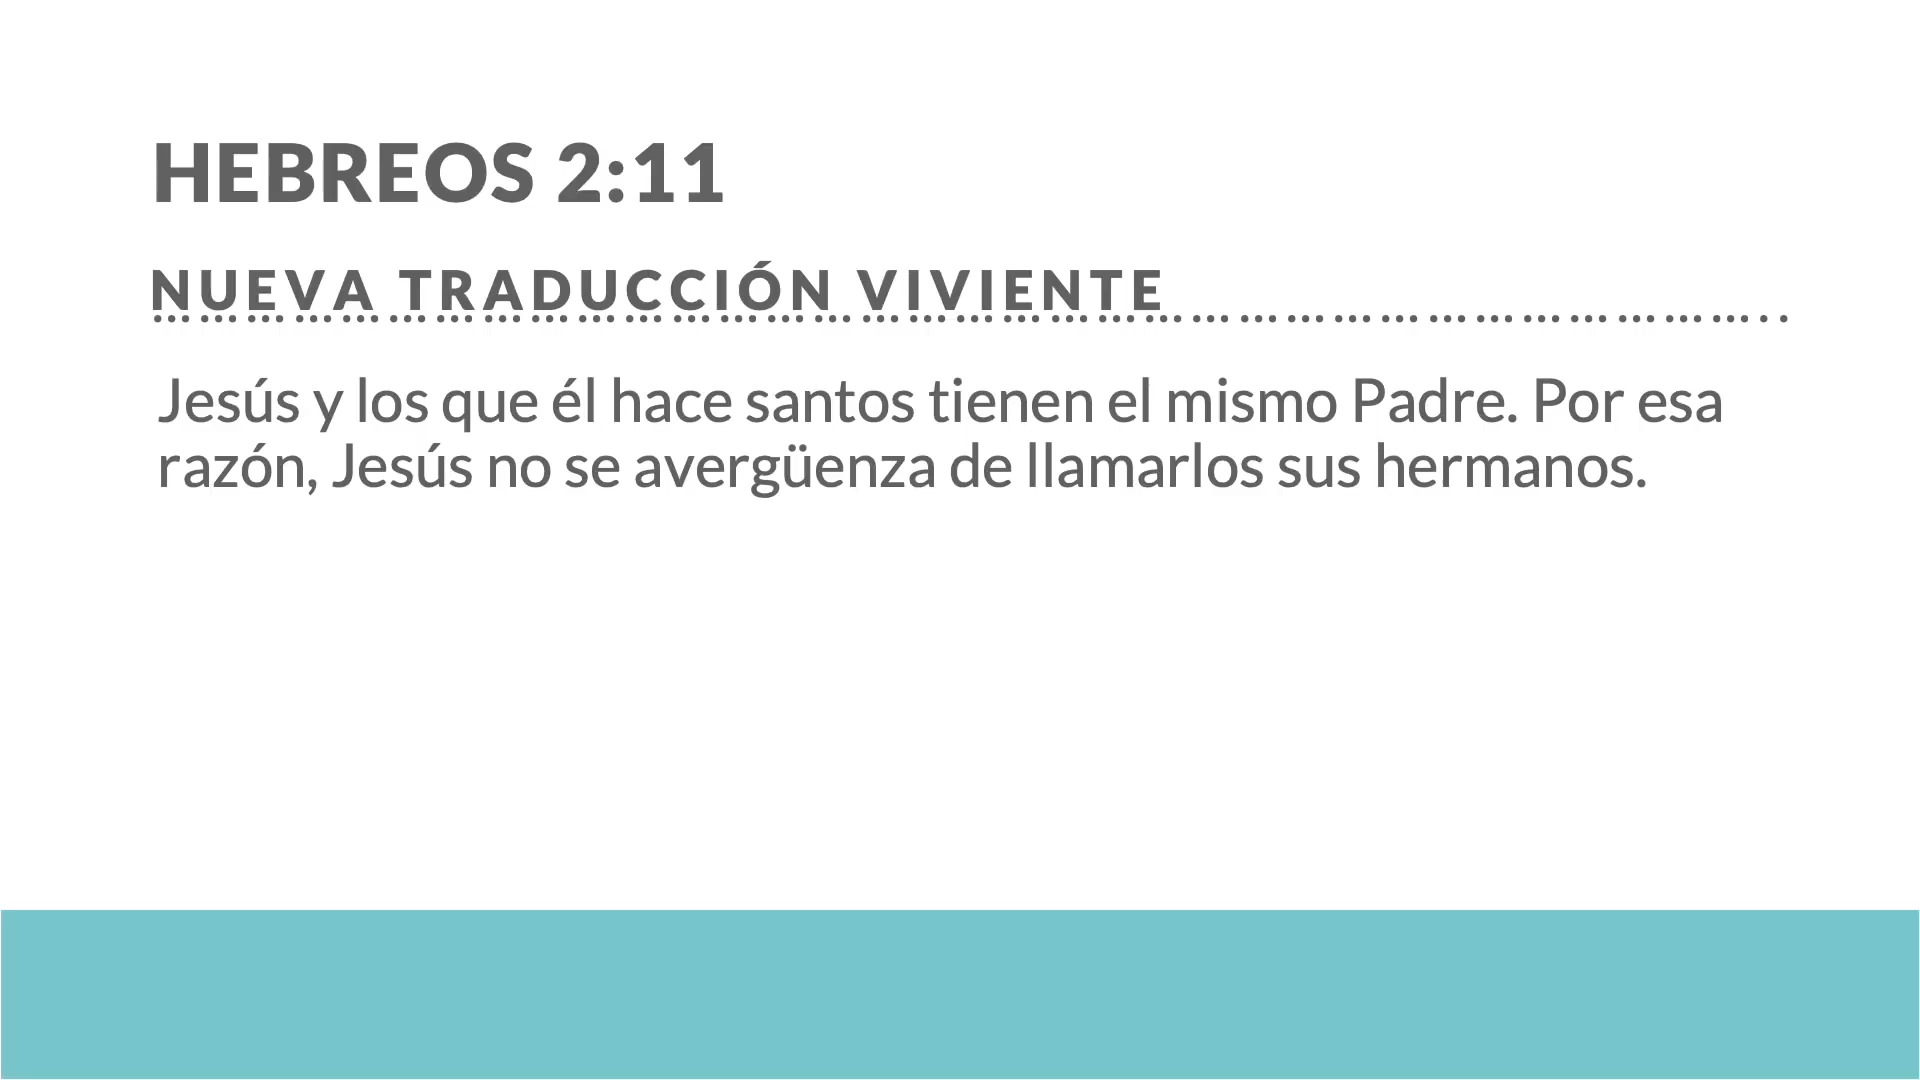 HEBREOS 2:11
NUEVA TRADUCCIÓN VIVIENTE
Jesús y los que él hace santos tienen el mismo Padre. Por esa
razón, Jesús no se avergüenza de llamarlos sus hermanos.